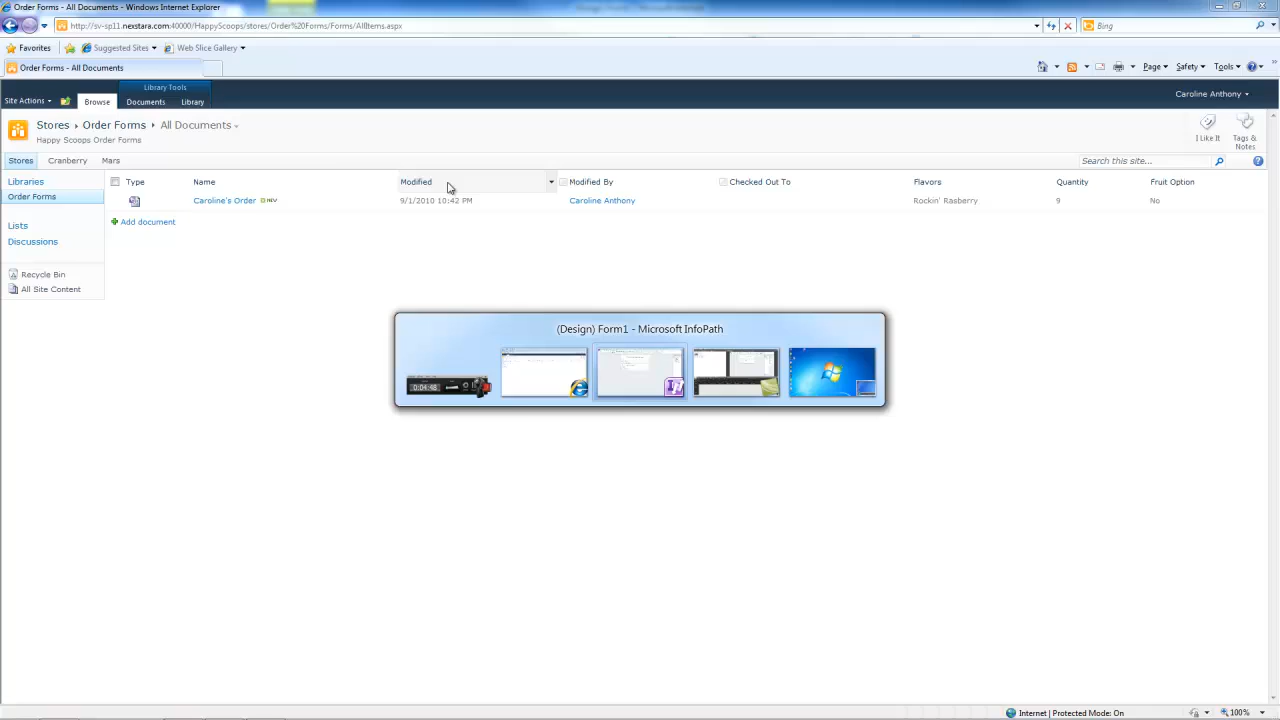 Order Forms - All Documents - Windows Internet Explorer
http://sv-sp11.nexstara.com:40000/HappyScoops/stores/Order%20Forms/Forms/AllItems.aspx
Bing
Favorites Suggested Sites Web Slice Gallery
Order Forms - All Documents
Page Safety Tools
Library Tools
Site Actions Browse Documents Library
Caroline Anthony
Stores Order Forms All Documents
Happy Scoops Order Forms
I Like It Tags & Notes
Stores Cranberry Mars
Search this site...
Libraries
Order Forms
Lists
Discussions
Recycle Bin
All Site Content
Type Name Modified Modified By Checked Out To Flavors Quantity Fruit Option
Caroline's Order NEW 9/1/2010 10:42 PM Caroline Anthony Rockin' Rasberry 9 No
Add document
(Design) Form1 - Microsoft InfoPath
0:04:48
Internet | Protected Mode: On
100%